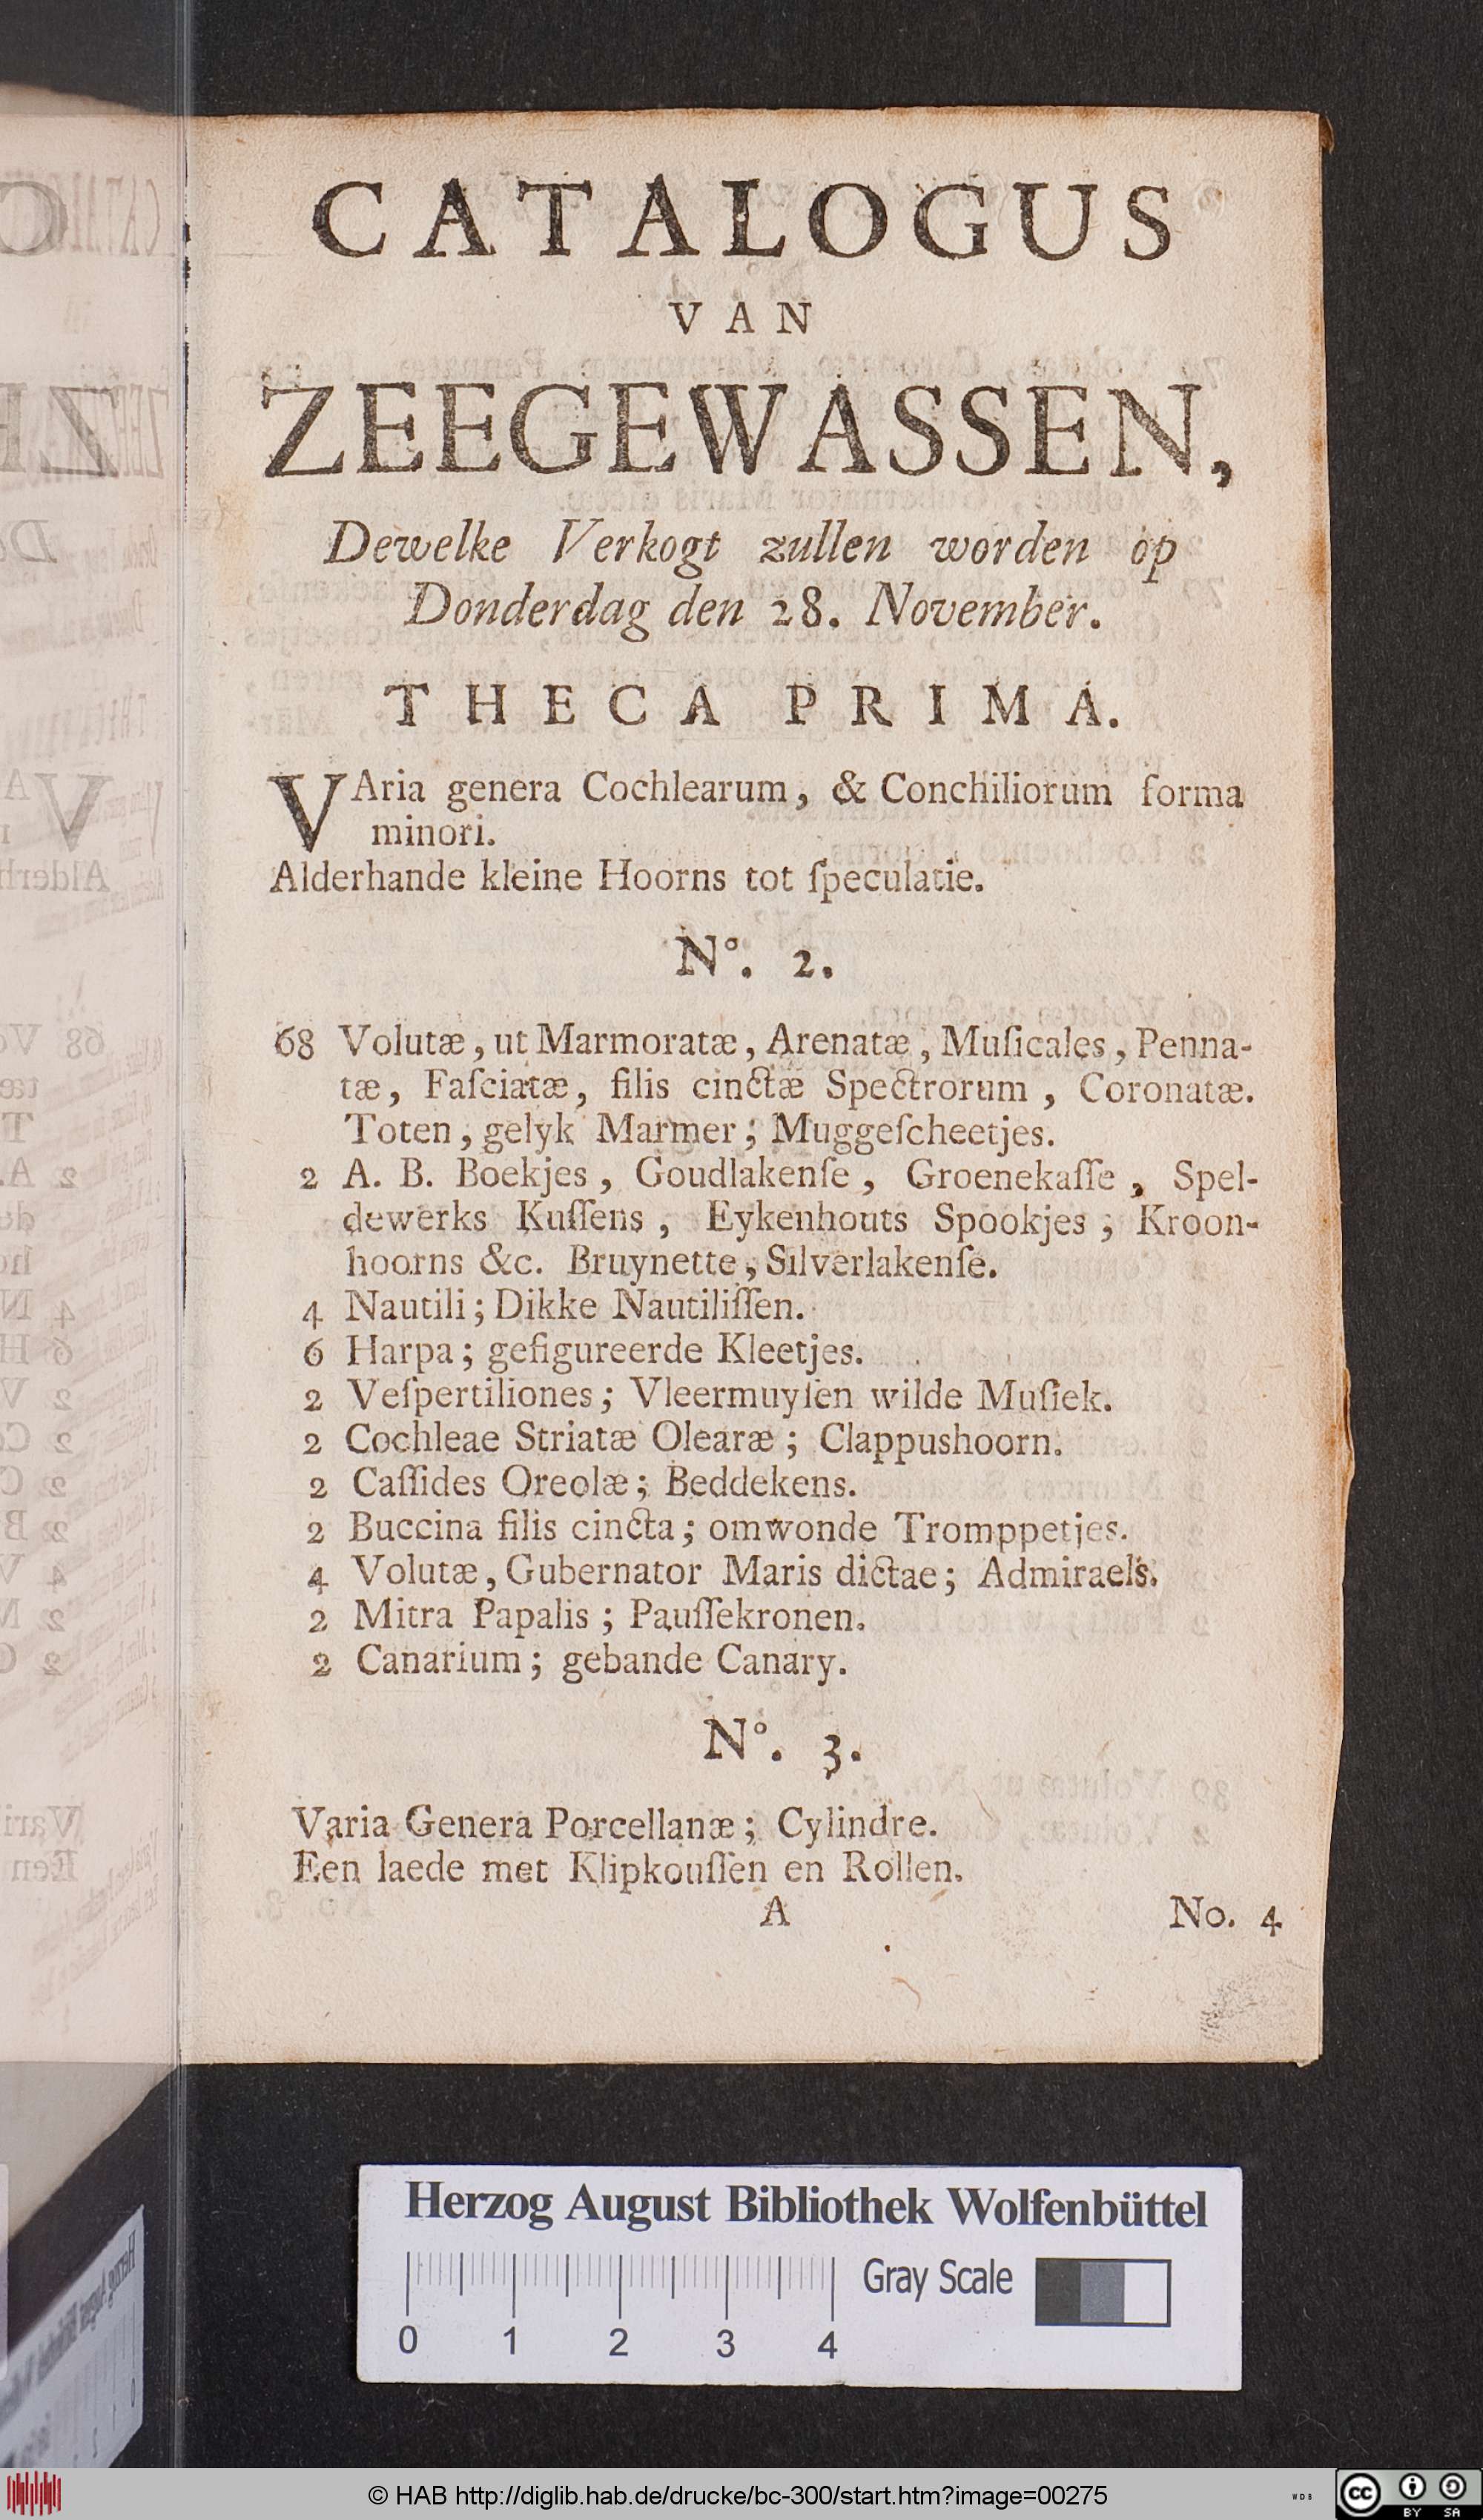 CATALOGUS
VAN
ZEEGEWASSEN,
Dewelke Verkogt zullen worden op
Donderdag den 28. November.
THECA PRIMA.
VAria genera Cochlearum, & Conchiliorum forma
minori.
Alderhande kleine Hoorns tot ſpeculatie.
N°. 2.
68 Volutæ, ut Marmoratæ, Arenatæ, Muſicales, Penna-
tæ, Faſciatæ, filis cinctæ Spectrorum, Coronatæ.
Toten, gelyk Marmer; Muggeſcheetjes.
2 A. B. Boekjes, Goudlakenſe, Groenekaſſe, Spel-
dewerks Kuſſens, Eykenhouts Spookjes; Kroon-
hoorns &c. Bruynette, Silverlakenſe.
4 Nautili; Dikke Nautiliſſen.
6 Harpa; gefigureerde Kleetjes.
2 Veſpertiliones; Vleermuyſen wilde Muſiek.
2 Cochleae Striatæ Olearæ; Clappushoorn.
2 Caſſides Oreolæ; Beddekens.
2 Buccina filis cincta; omwonde Tromppetjes.
4 Volutæ, Gubernator Maris dictae; Admiraels.
2 Mitra Papalis; Pauſſekronen.
2 Canarium; gebande Canary.
N°. 3.
Varia Genera Porcellanæ; Cylindre.
Een laede met Klipkouſſen en Rollen.
A No. 4
Herzog August Bibliothek Wolfenbüttel
Gray Scale
0 1 2 3 4
© HAB http://diglib.hab.de/drucke/bc-300/start.htm?image=00275
WDB
cc BY SA